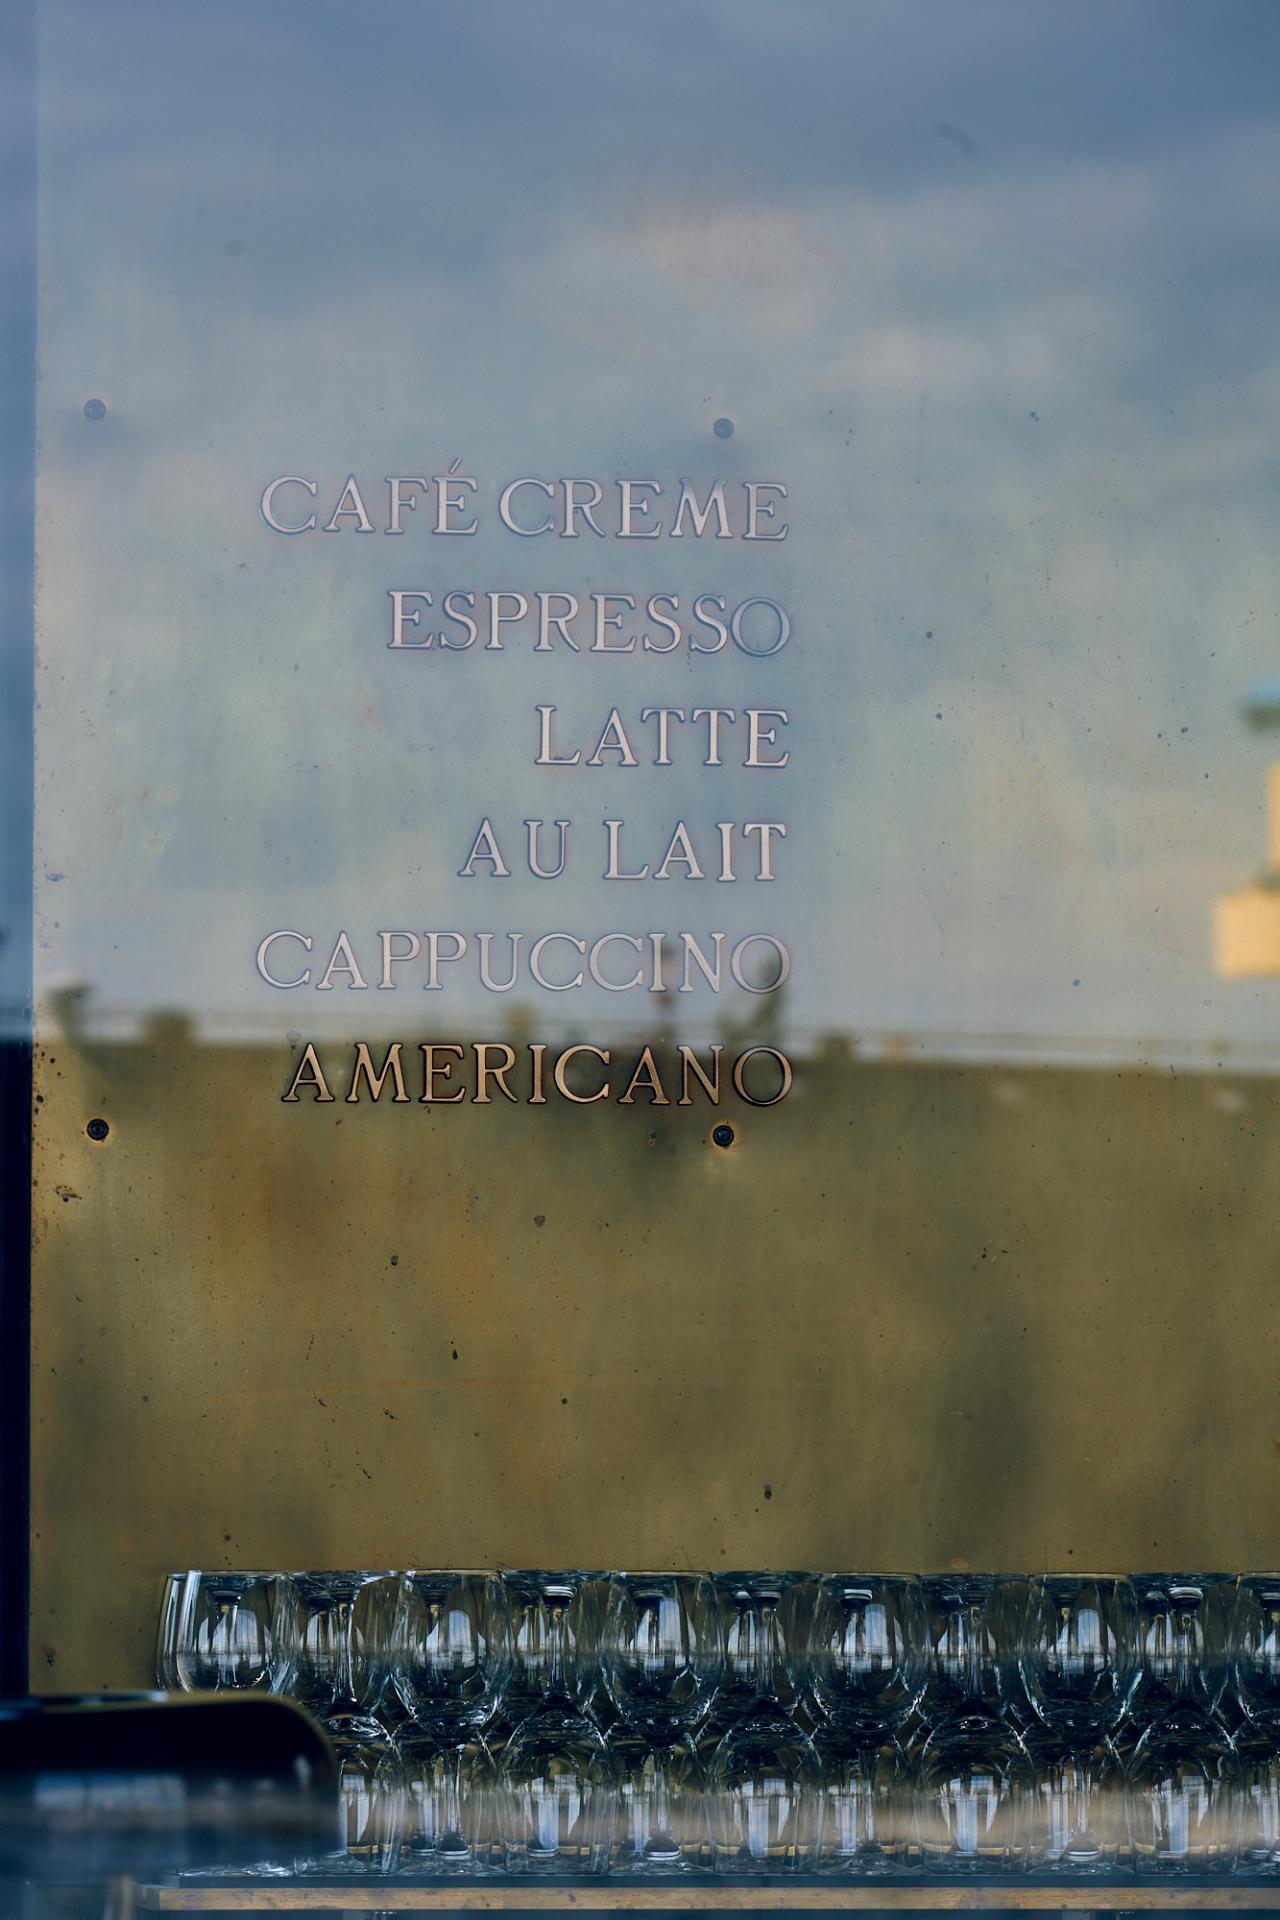 CAFÉ CREME
ESPRESSO
LATTE
AU LAIT
CAPPUCCINO
AMERICANO